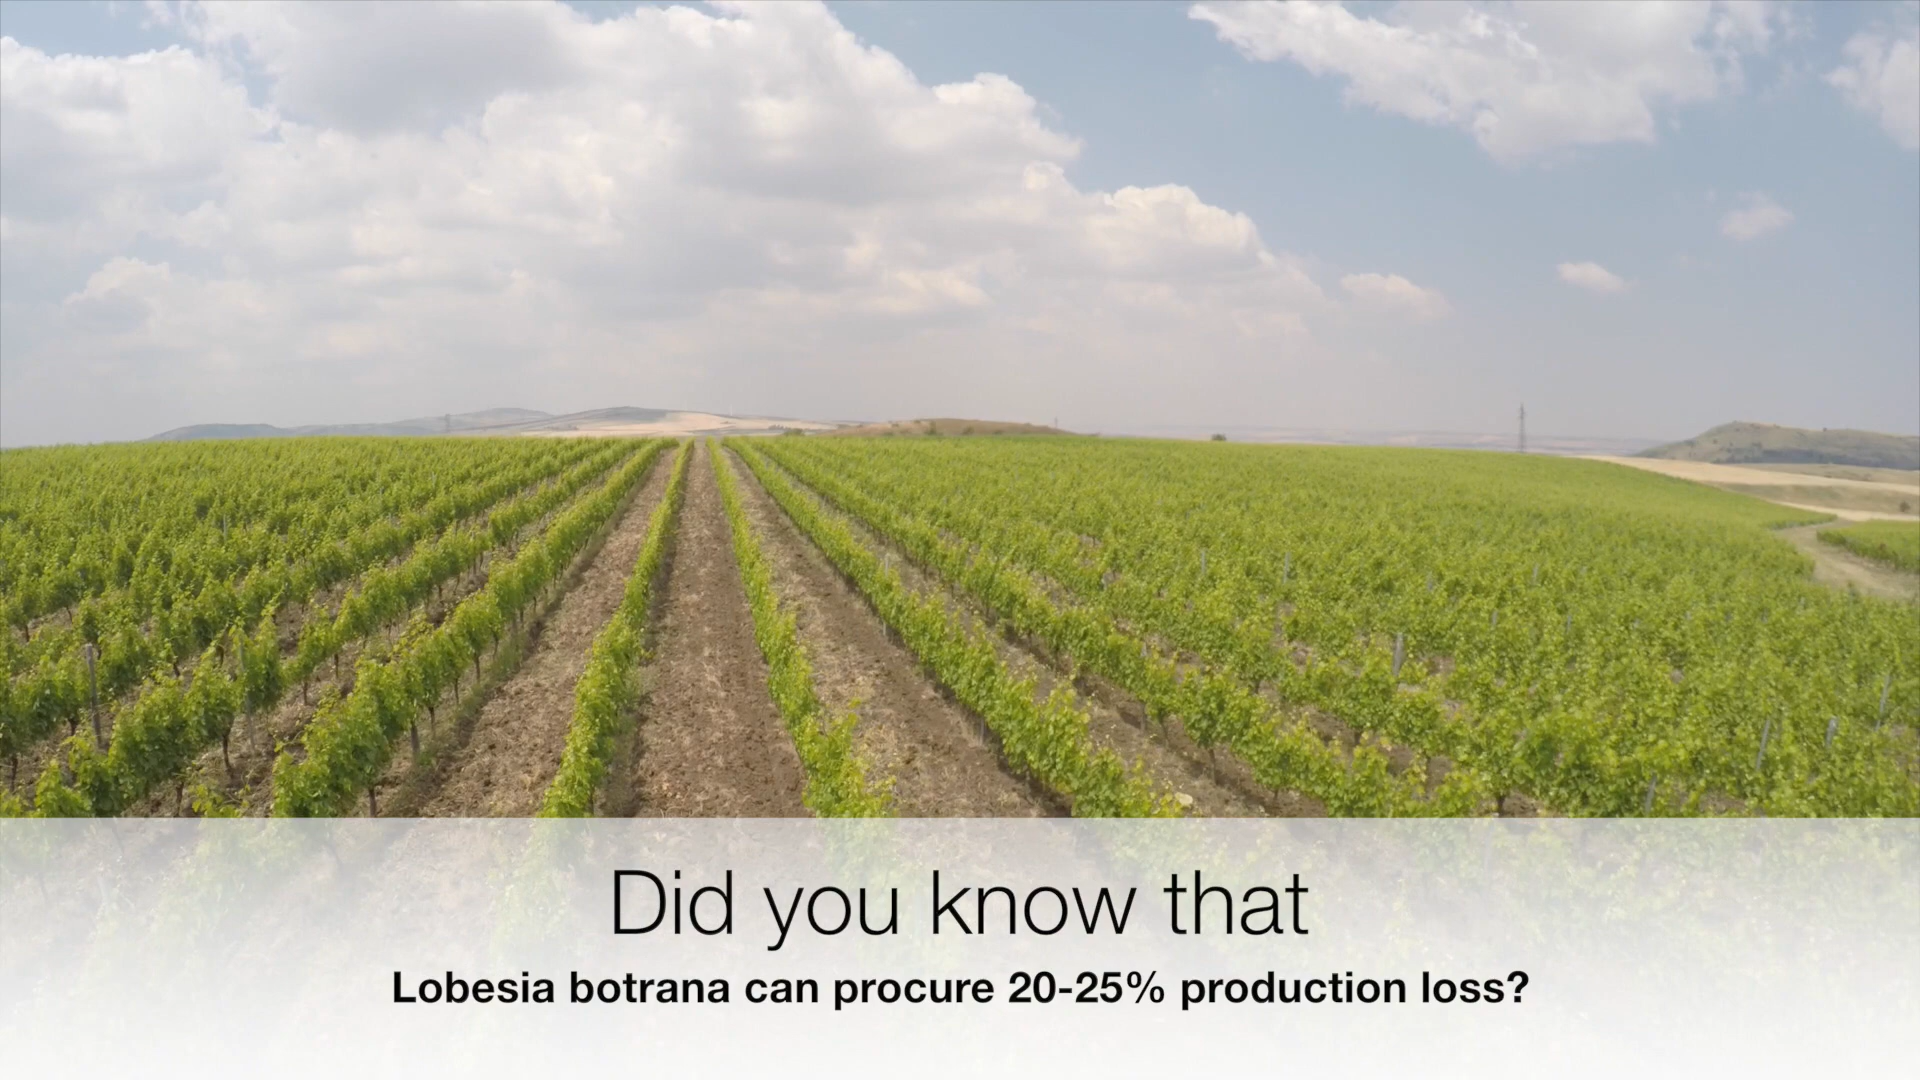 Did you know that
Lobesia botrana can procure 20-25% production loss?